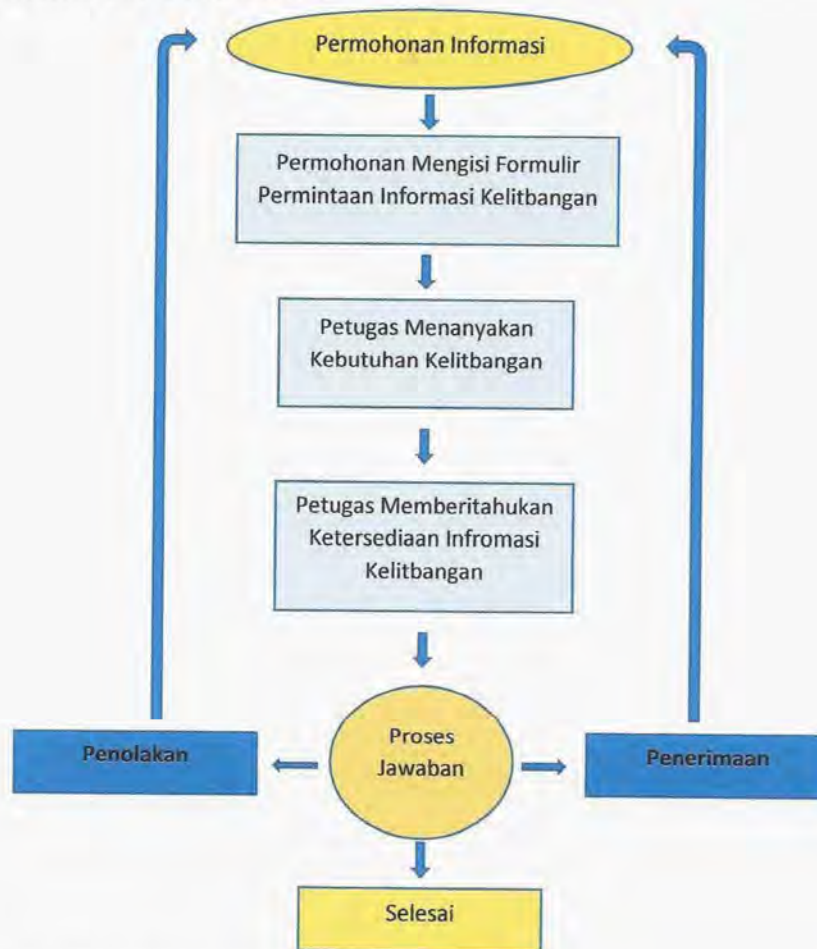 Permohonan Informasi
Permohonan Mengisi Formulir
Permintaan Informasi Kelitbangan
Petugas Menanyakan
Kebutuhan Kelitbangan
Petugas Memberitahukan
Ketersediaan Infromasi
Kelitbangan
Proses
Jawaban
Penolakan
Penerimaan
Selesai